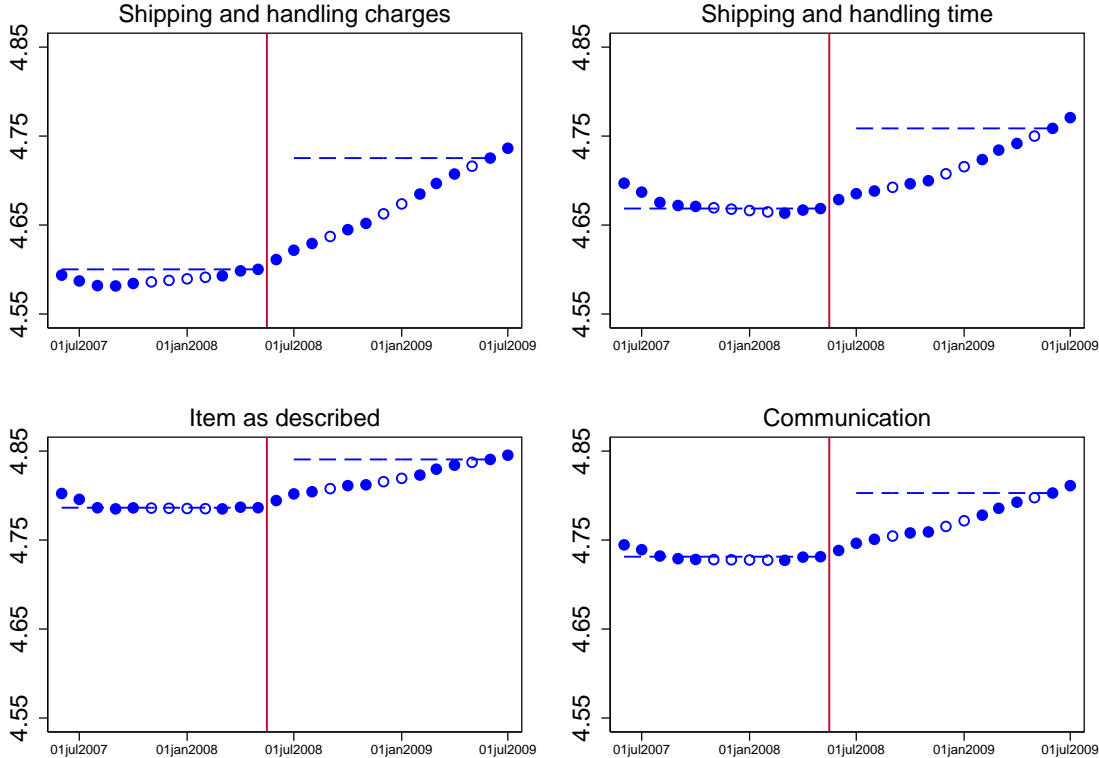 Shipping and handling charges
4.85
4.75
4.65
4.55
01jul2007 01jan2008 01jul2008 01jan2009 01jul2009
Shipping and handling time
4.85
4.75
4.65
4.55
01jul2007 01jan2008 01jul2008 01jan2009 01jul2009
Item as described
4.85
4.75
4.65
4.55
01jul2007 01jan2008 01jul2008 01jan2009 01jul2009
Communication
4.85
4.75
4.65
4.55
01jul2007 01jan2008 01jul2008 01jan2009 01jul2009